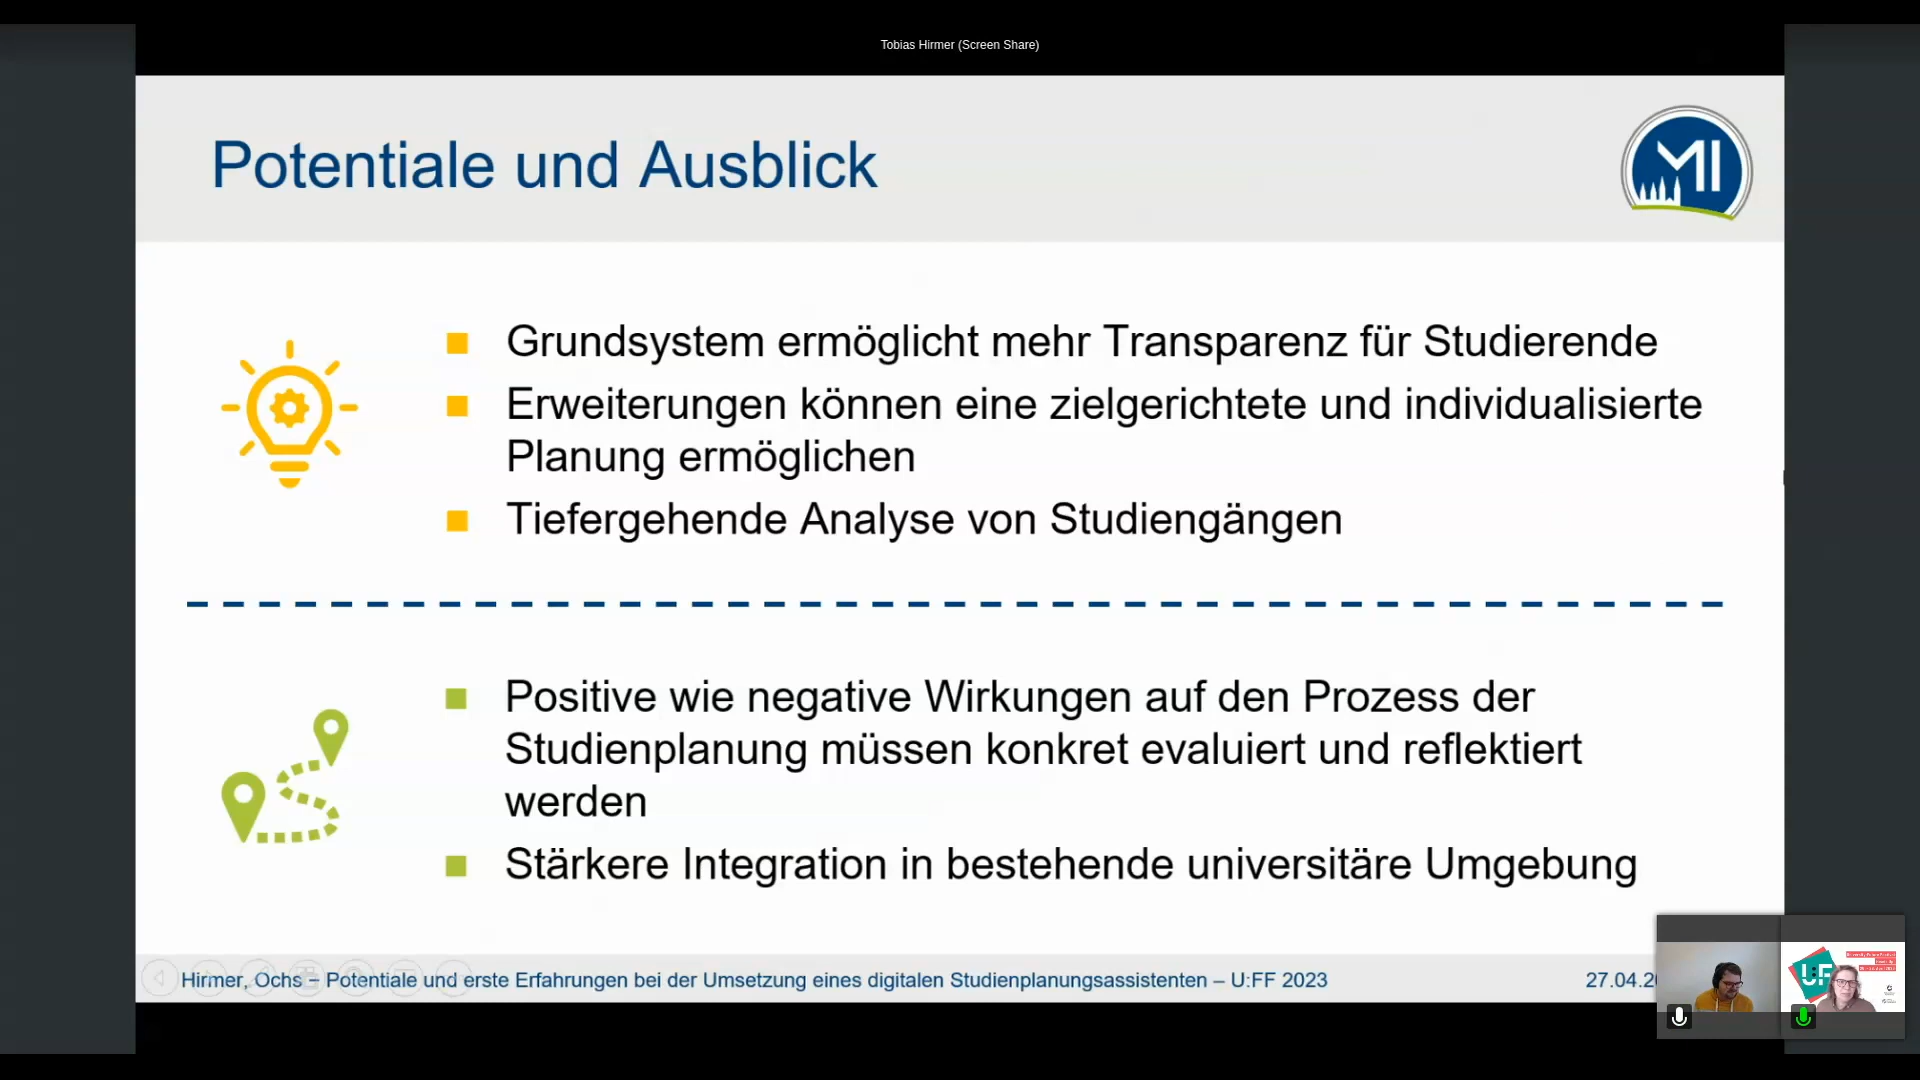 Tobias Hirmer (Screen Share)
Potentiale und Ausblick
MI
Grundsystem ermöglicht mehr Transparenz für Studierende
Erweiterungen können eine zielgerichtete und individualisierte
Planung ermöglichen
Tiefergehende Analyse von Studiengängen
Positive wie negative Wirkungen auf den Prozess der
Studienplanung müssen konkret evaluiert und reflektiert
werden
Stärkere Integration in bestehende universitäre Umgebung
Hirmer, Ochs – Potentiale und erste Erfahrungen bei der Umsetzung eines digitalen Studienplanungsassistenten – U:FF 2023
27.04.2
U:F